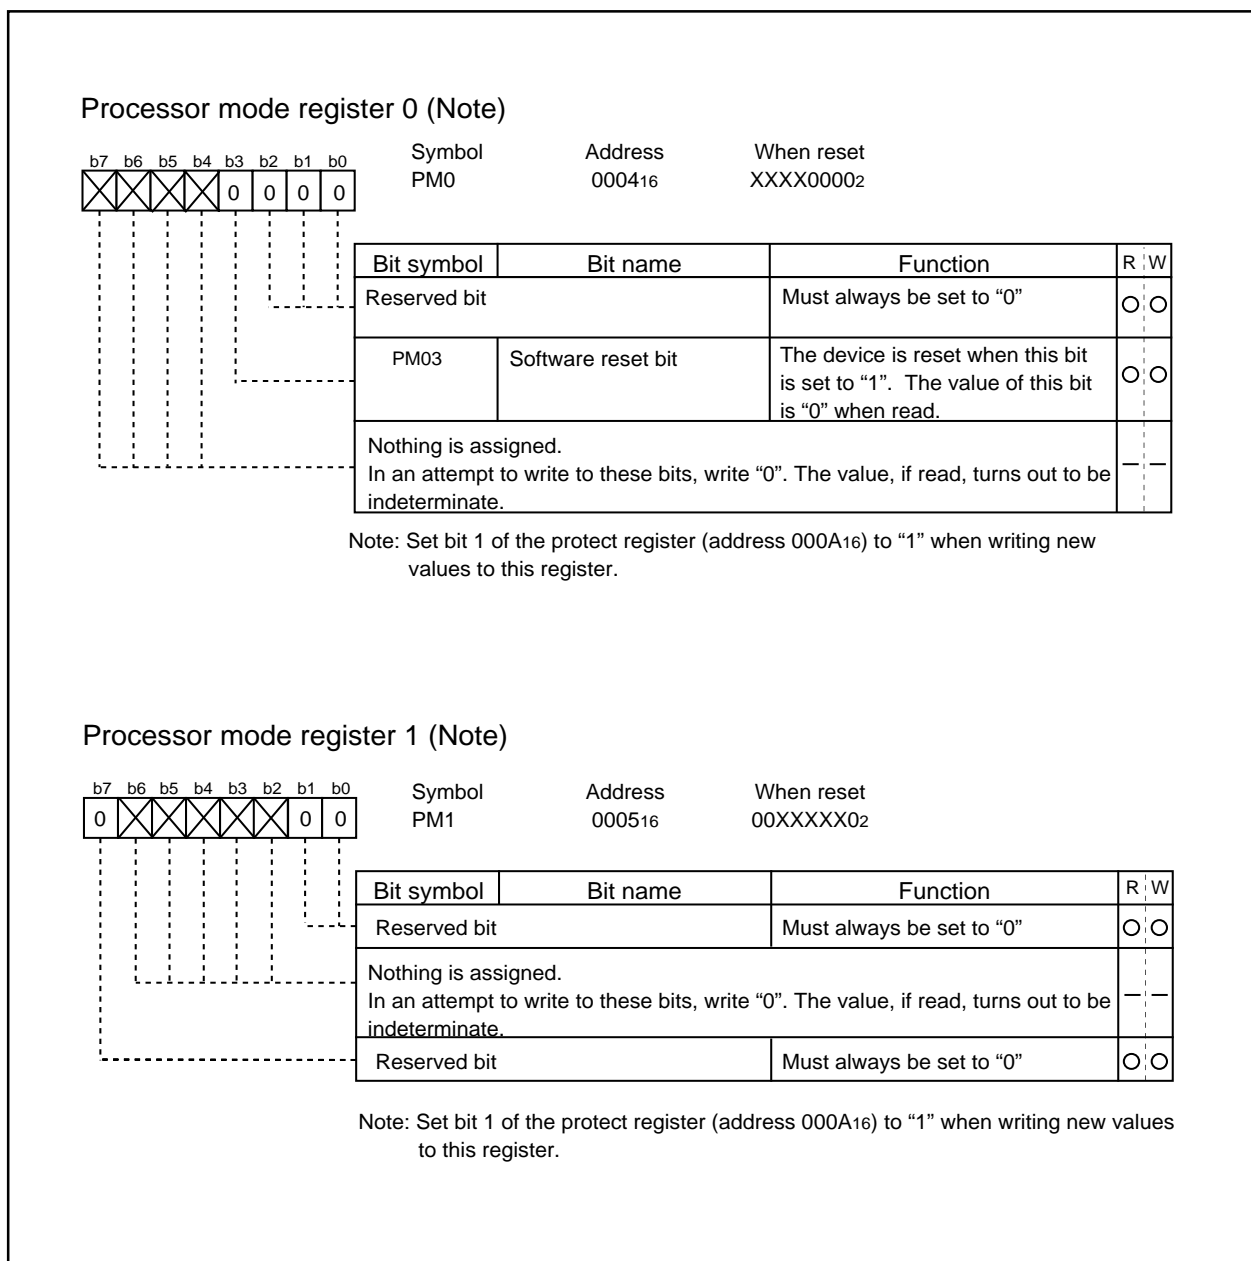 Processor mode register 0 (Note)
b7 b6 b5 b4 b3 b2 b1 b0
0 0 0 0
Symbol Address When reset
PM0 000416 XXXX00002
Bit symbol Bit name Function R W
Reserved bit Must always be set to “0”
PM03 Software reset bit The device is reset when this bit
is set to “1”. The value of this bit
is “0” when read.
Nothing is assigned.
In an attempt to write to these bits, write “0”. The value, if read, turns out to be
indeterminate.
Note: Set bit 1 of the protect register (address 000A16) to “1” when writing new
values to this register.
Processor mode register 1 (Note)
b7 b6 b5 b4 b3 b2 b1 b0
0 0 0
Symbol Address When reset
PM1 000516 00XXXXX02
Bit symbol Bit name Function R W
Reserved bit Must always be set to “0”
Nothing is assigned.
In an attempt to write to these bits, write “0”. The value, if read, turns out to be
indeterminate.
Reserved bit Must always be set to “0”
Note: Set bit 1 of the protect register (address 000A16) to “1” when writing new values
to this register.